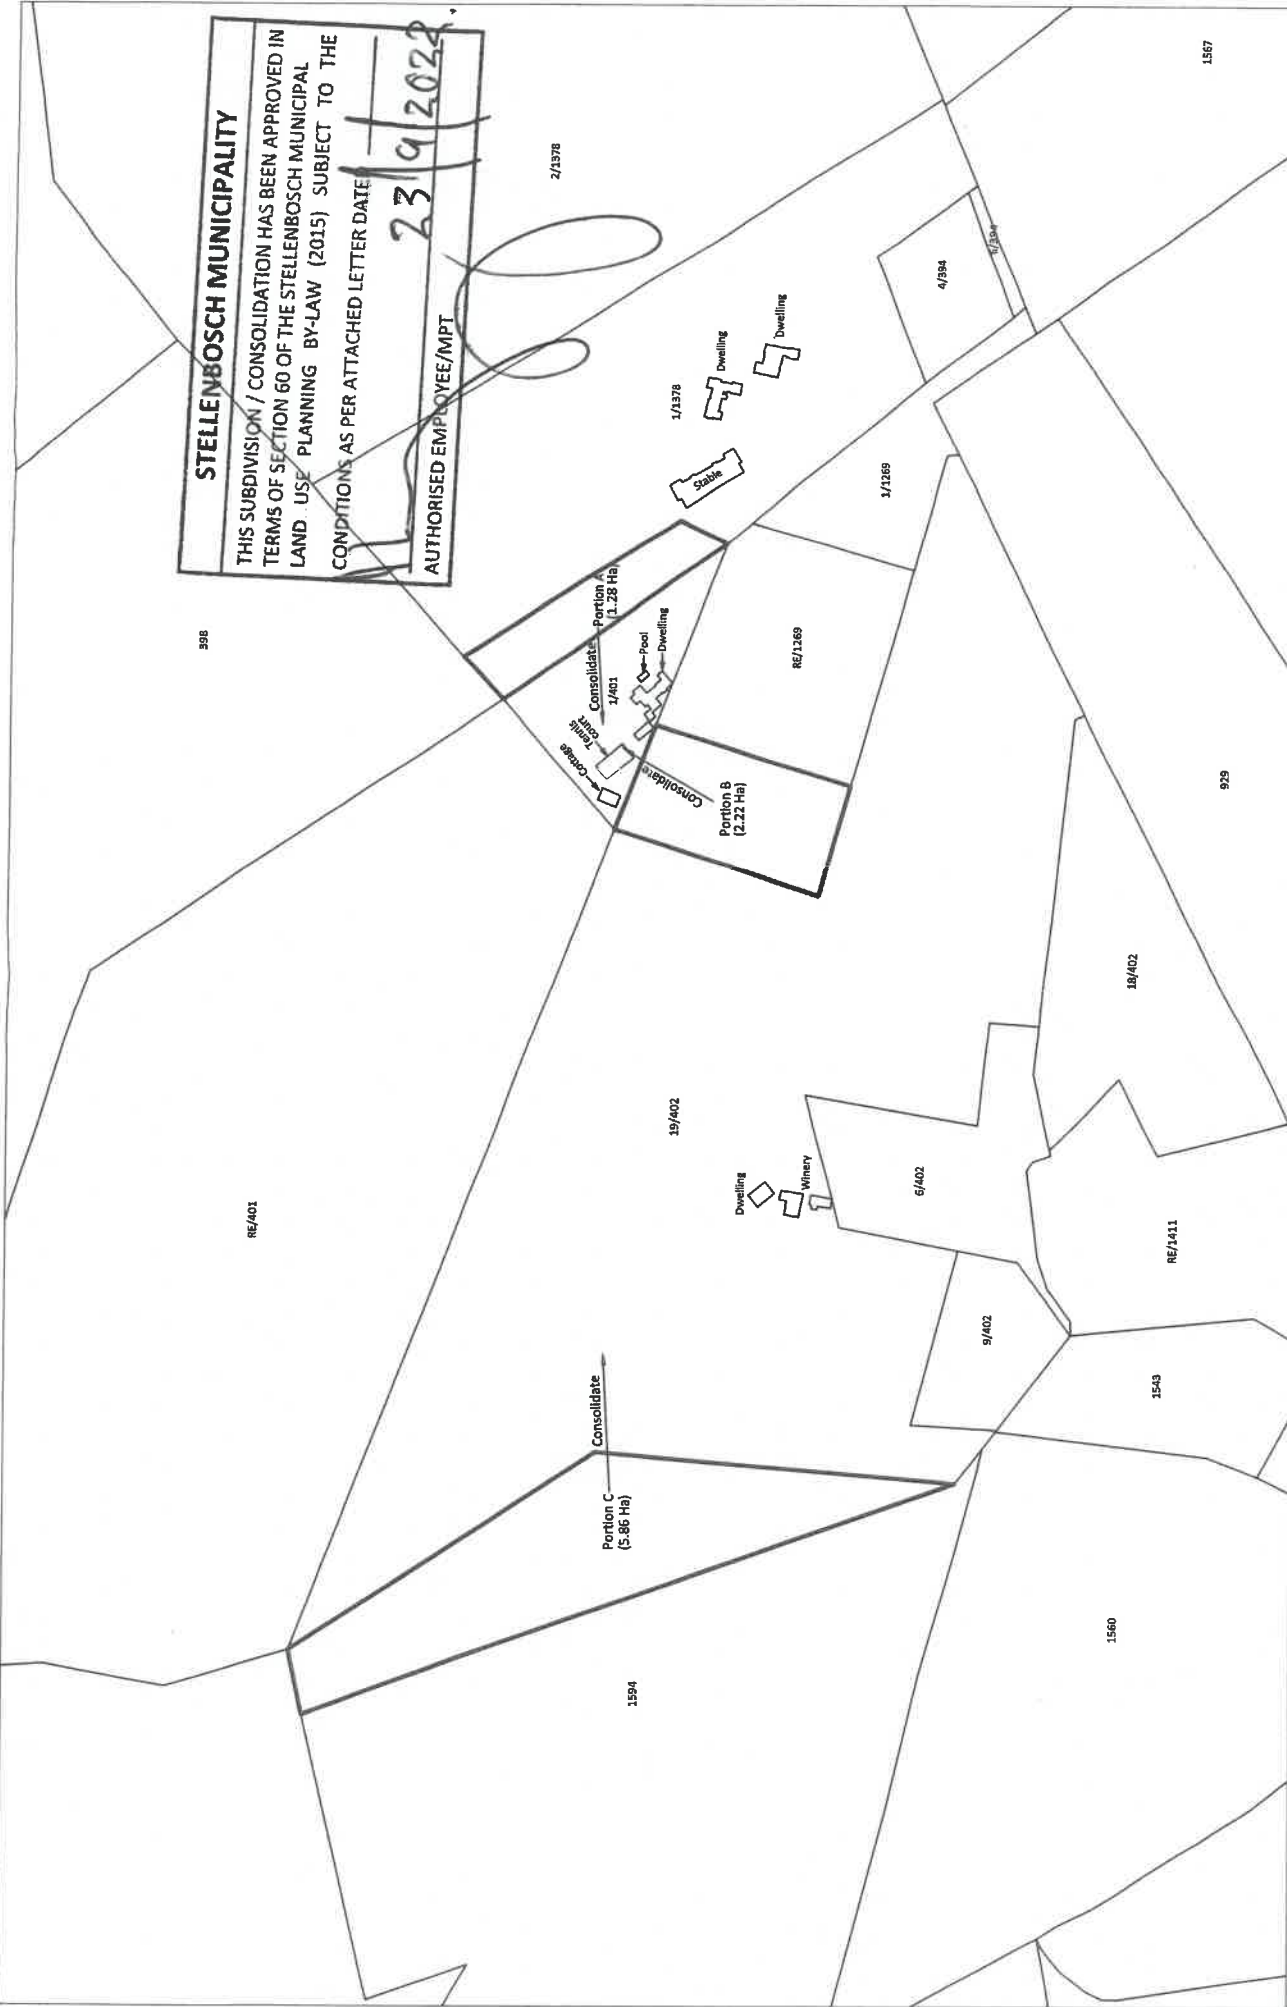 STELLENBOSCH MUNICIPALITY
THIS SUBDIVISION / CONSOLIDATION HAS BEEN APPROVED IN
TERMS OF SECTION 60 OF THE STELLENBOSCH MUNICIPAL
LAND USE PLANNING BY-LAW (2015) SUBJECT TO THE
CONDITIONS AS PER ATTACHED LETTER DATED
23/9/2022
AUTHORISED EMPLOYEE/MPT
398
2/1378
1567
RE/401
Portion A
(1.28 Ha)
Consolidate
1/401
Pool
Dwelling
Tennis
court
Cottage
Consolidate
Portion B
(2.22 Ha)
Stable
1/1378
Dwelling
Dwelling
4/394
1/1269
RE/1269
929
19/402
18/402
Dwelling
Winery
6/402
RE/1411
9/402
1543
Consolidate
Portion C
(5.86 Ha)
1594
1560